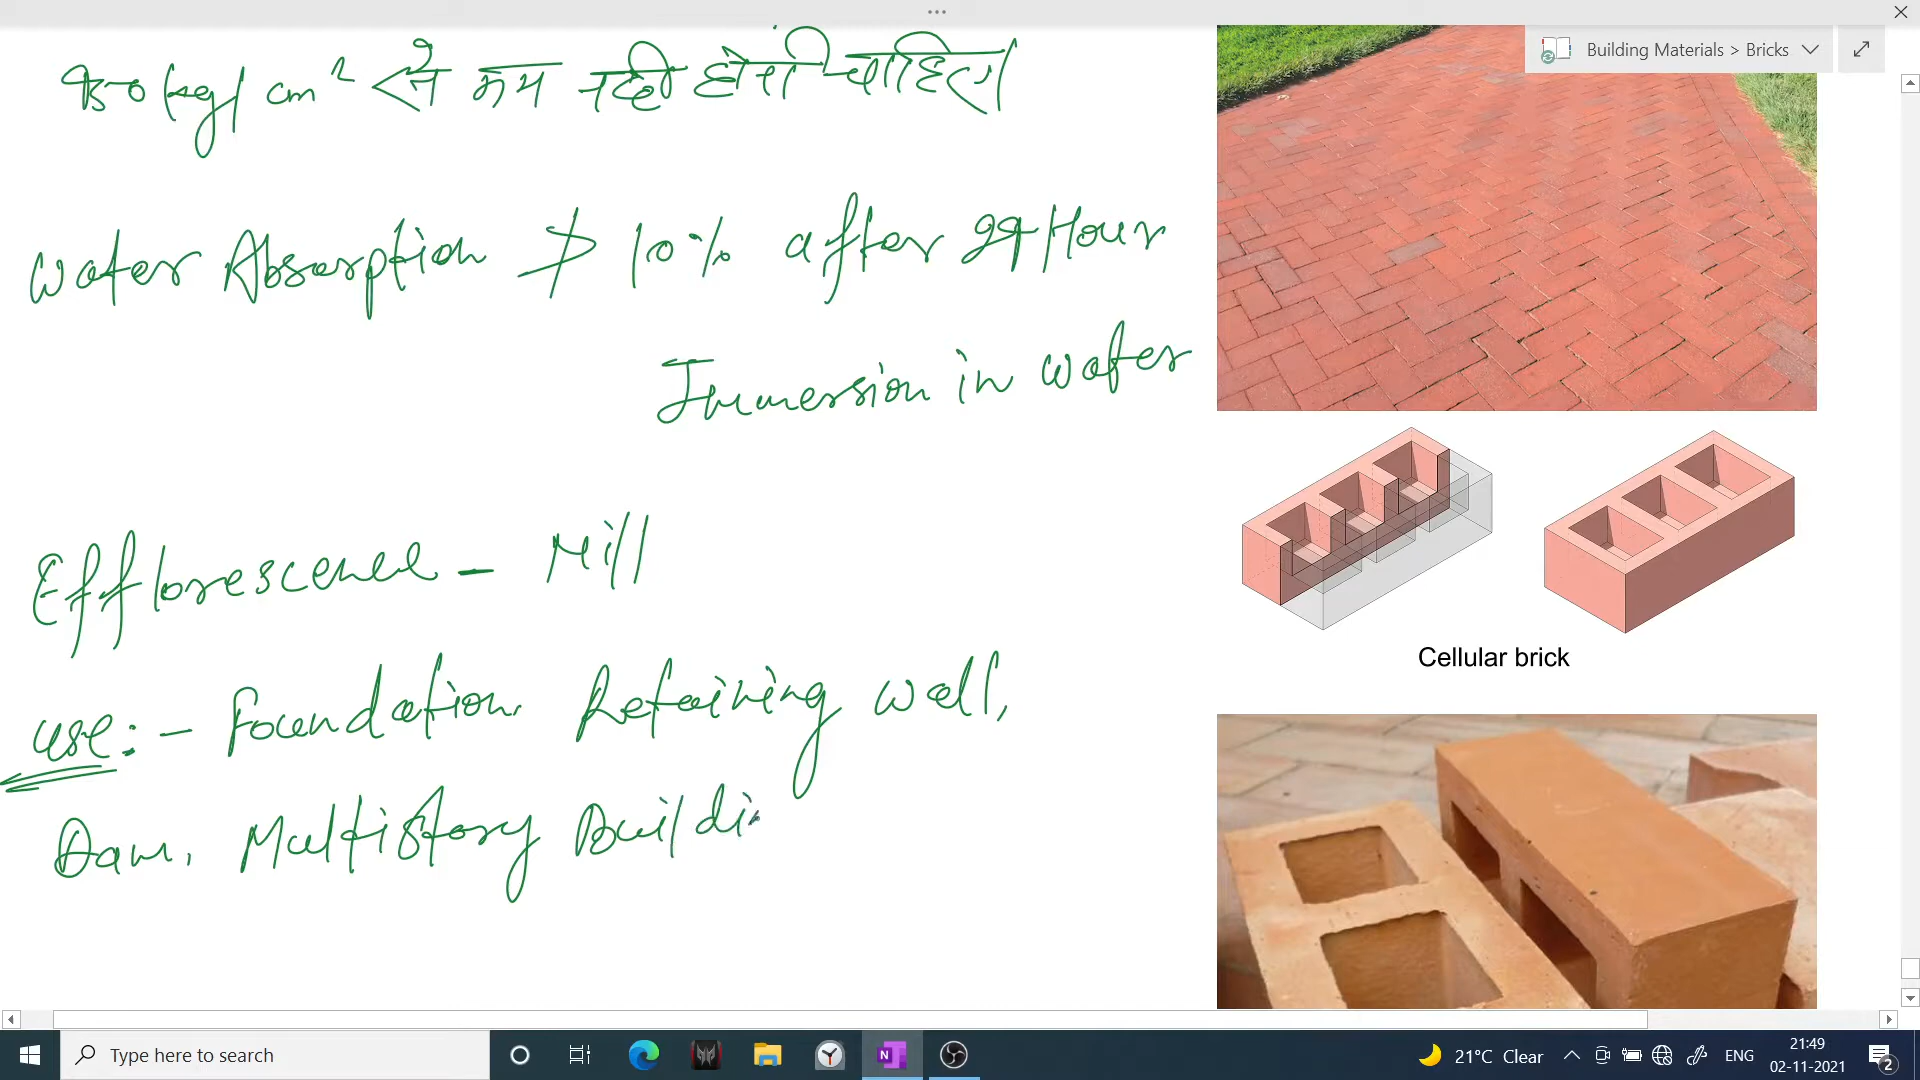 Building Materials > Bricks
450 kg/cm² से कम नही होनी चाहिए।
Water Absorption ≯ 10% after 24 Hour
Immersion in water
Efflorescence - Nill
Cellular brick
use:- Foundation, Retaining wall,
Dam, Multistory Buildi
Type here to search
21°C Clear
ENG
21:49
02-11-2021
2